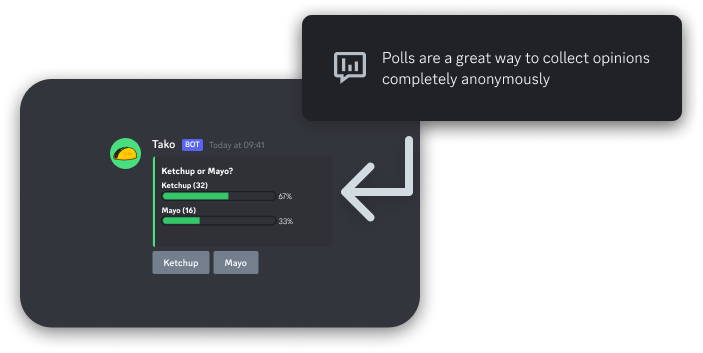 Polls are a great way to collect opinions
completely anonymously
Tako BOT Today at 09:41
Ketchup or Mayo?
Ketchup (32)
67%
Mayo (16)
33%
Ketchup Mayo